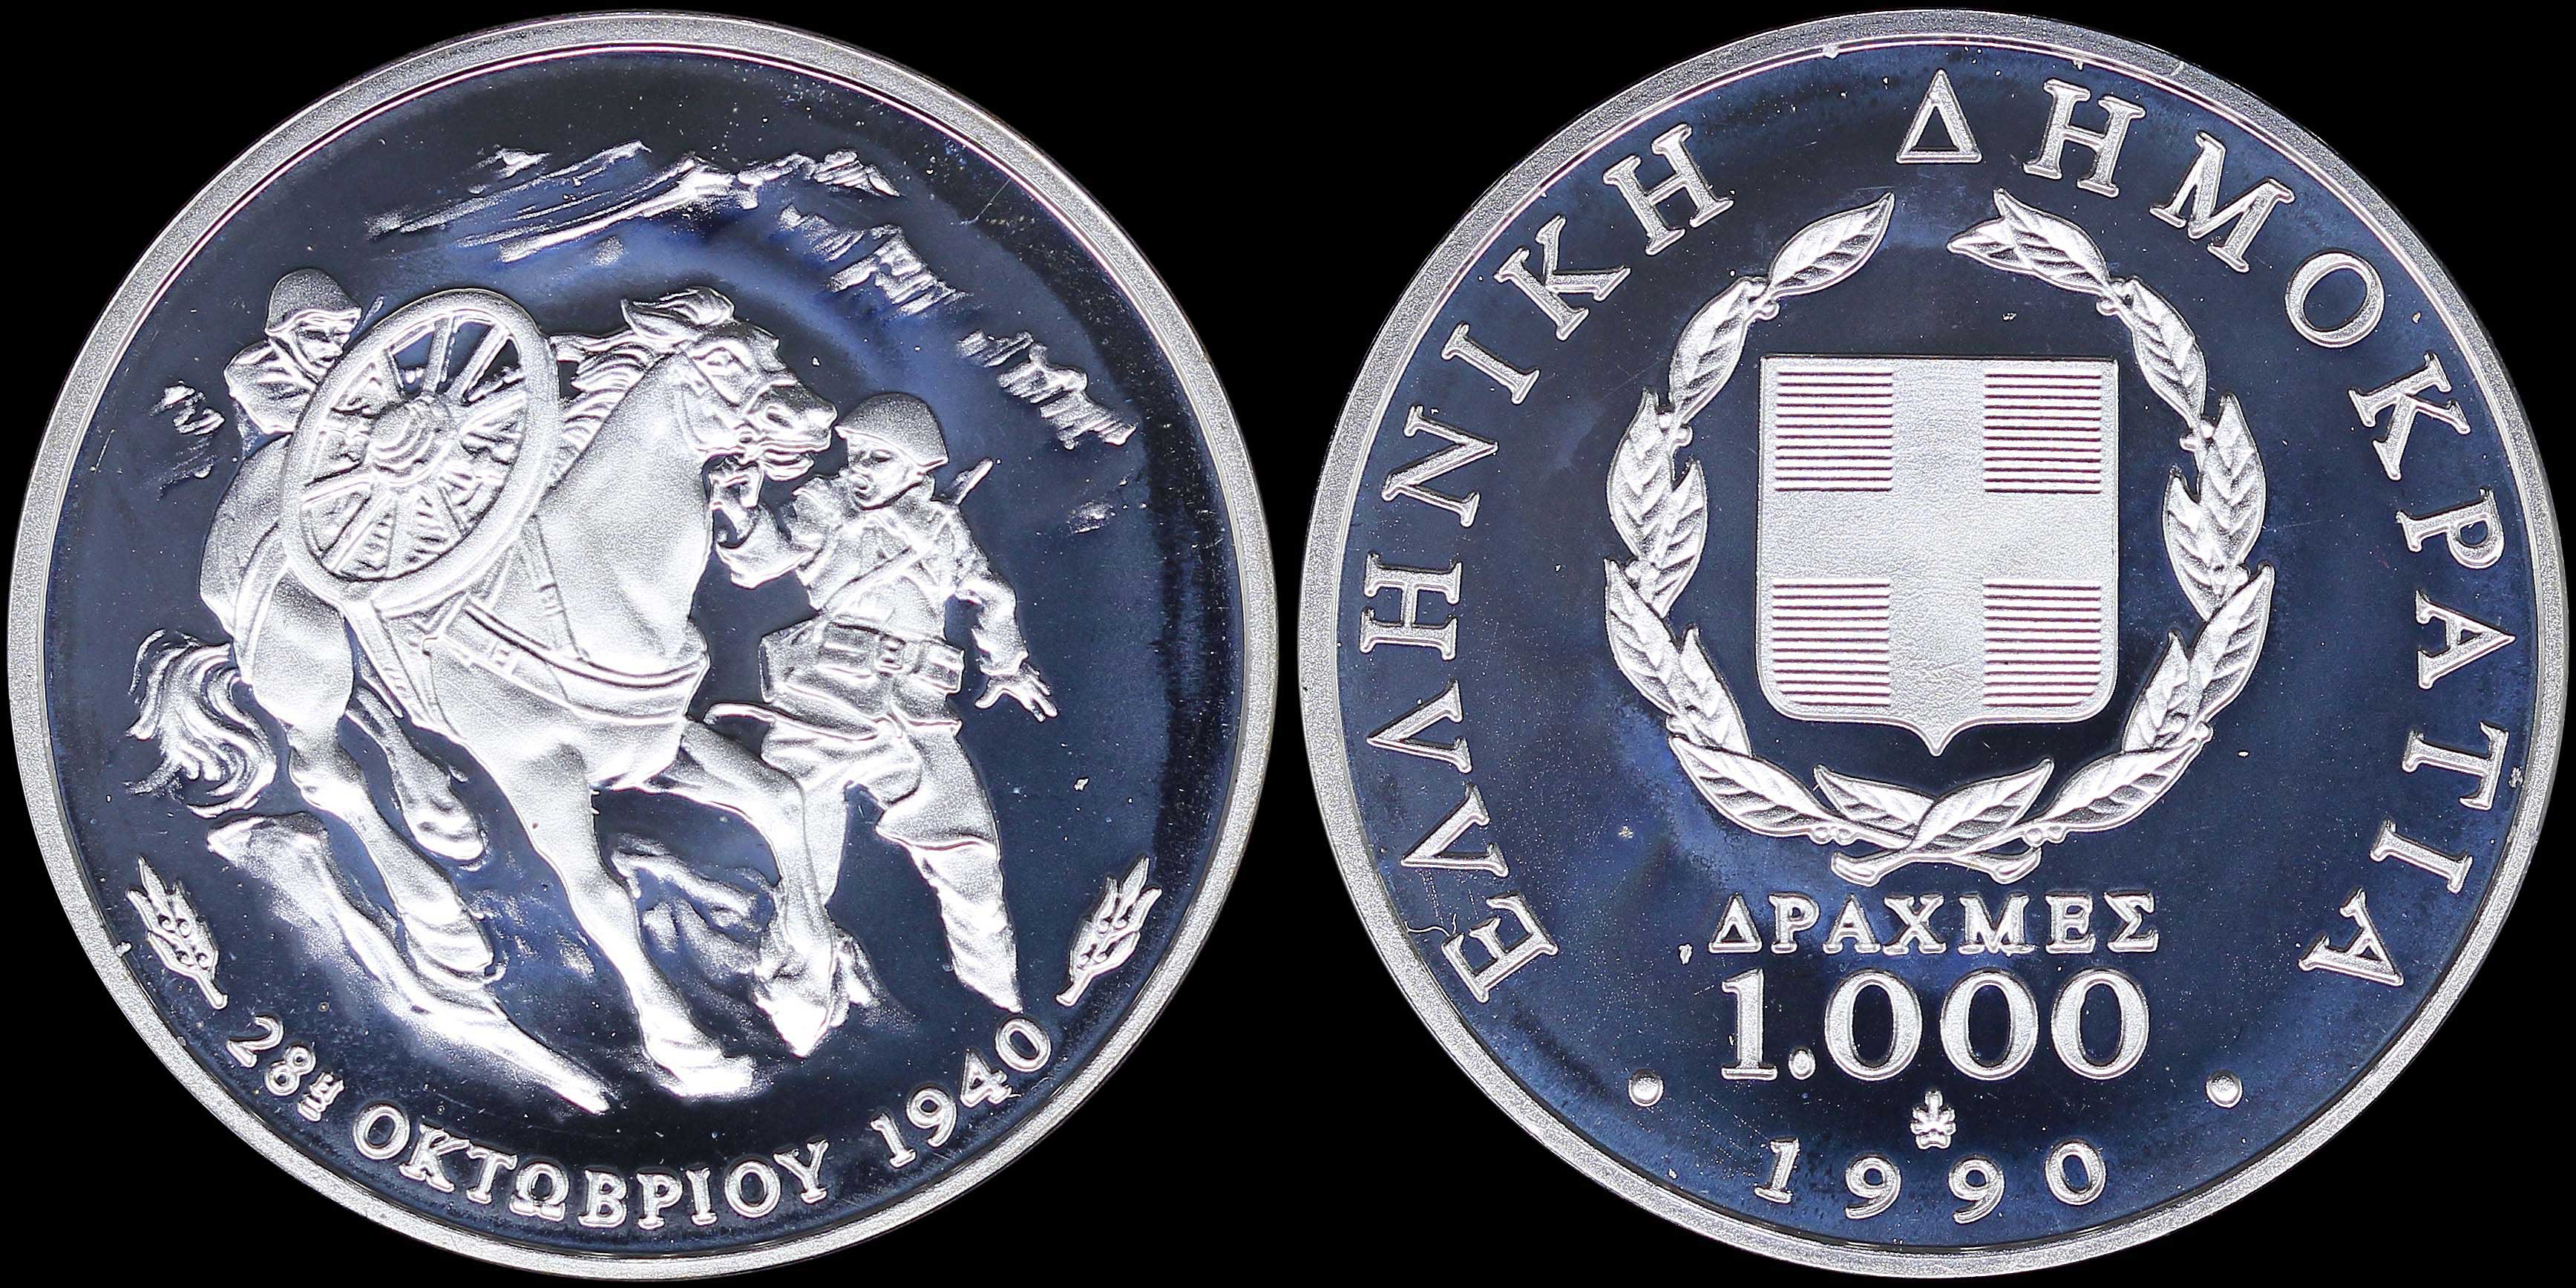 28η ΟΚΤΩΒΡΙΟΥ 1940
ΕΛΛΗΝΙΚΗ ΔΗΜΟΚΡΑΤΙΑ
ΔΡΑΧΜΕΣ
1.000
1990